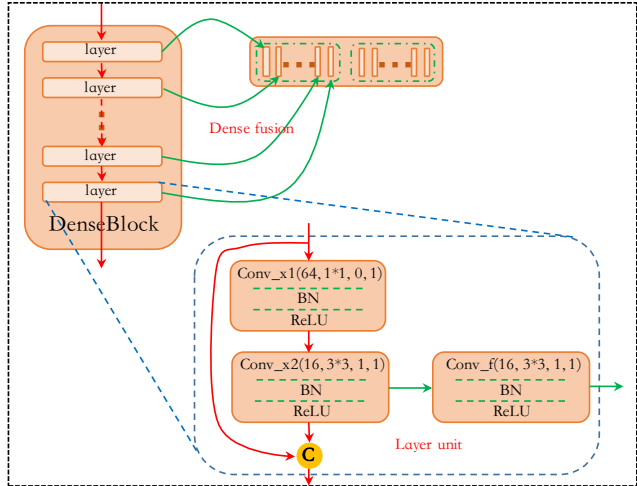 layer
layer
Dense fusion
layer
layer
DenseBlock
Conv_x1(64, 1*1, 0, 1)
BN
ReLU
Conv_x2(16, 3*3, 1, 1)
BN
ReLU
Conv_f(16, 3*3, 1, 1)
BN
ReLU
C
Layer unit